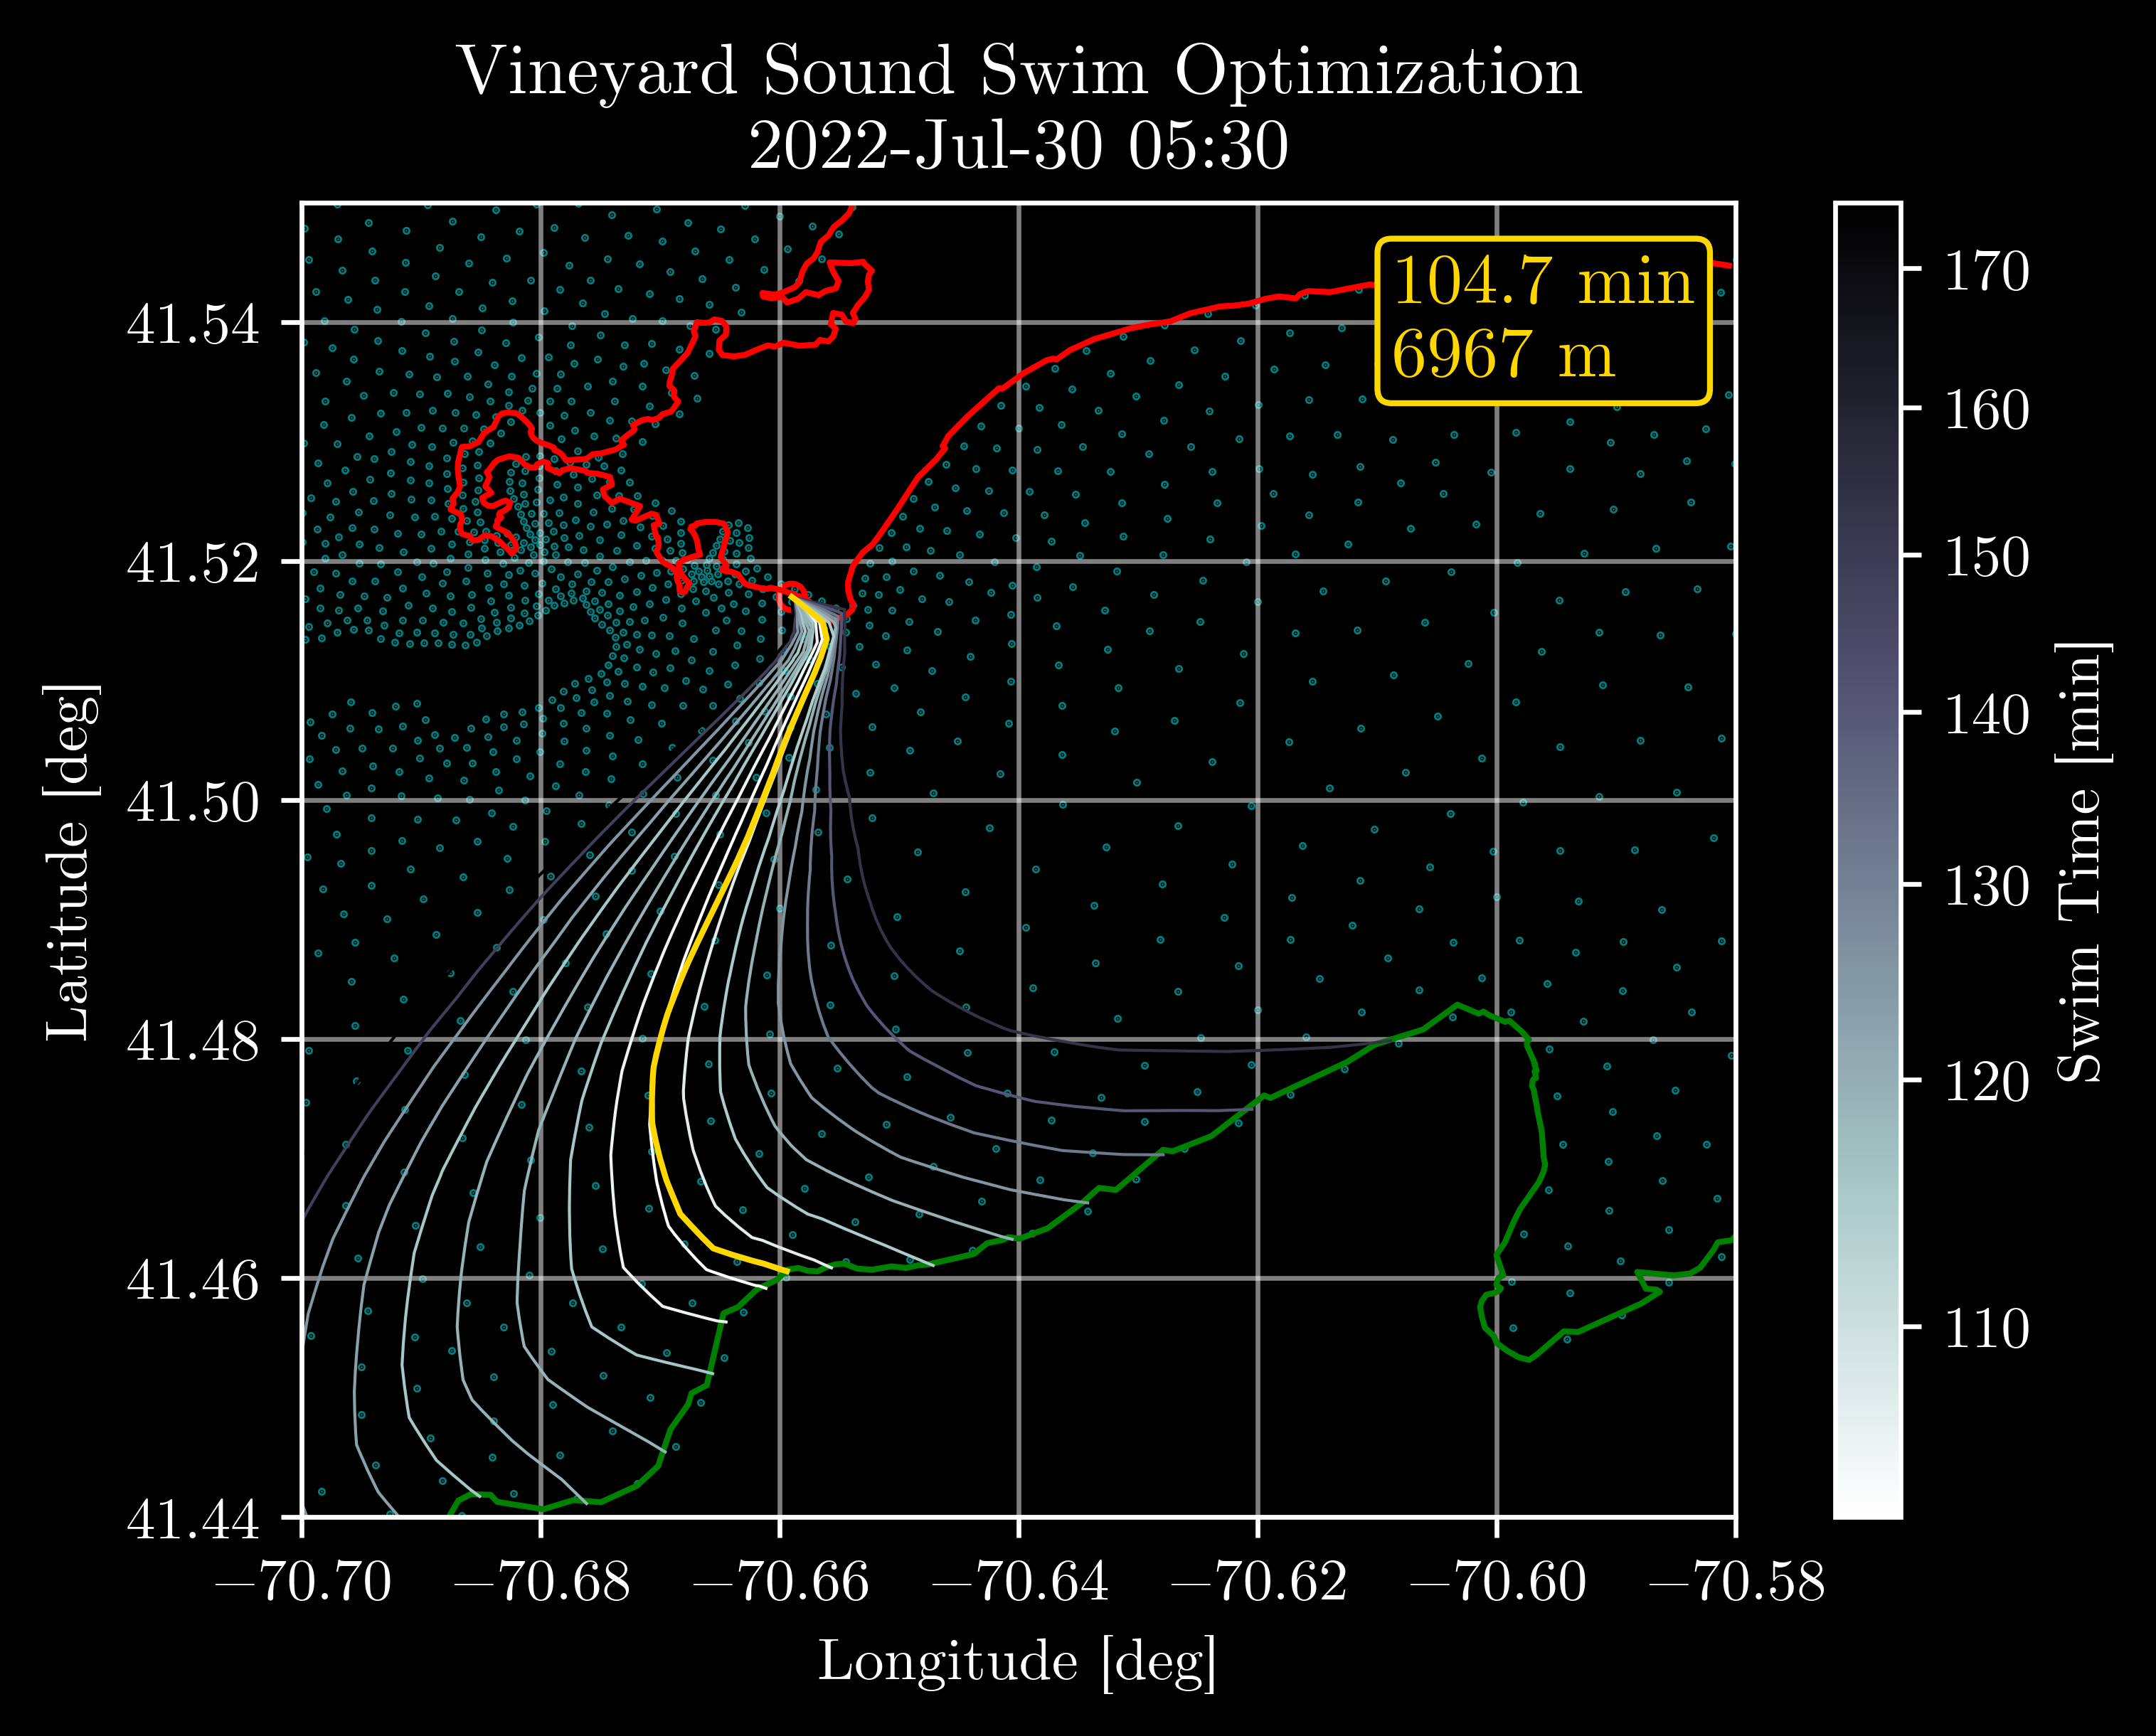 Vineyard Sound Swim Optimization
2022-Jul-30 05:30
104.7 min
6967 m
Latitude [deg]
41.54
41.52
41.50
41.48
41.46
41.44
−70.70
−70.68
−70.66
−70.64
−70.62
−70.60
−70.58
Longitude [deg]
170
160
150
140
130
120
110
Swim Time [min]